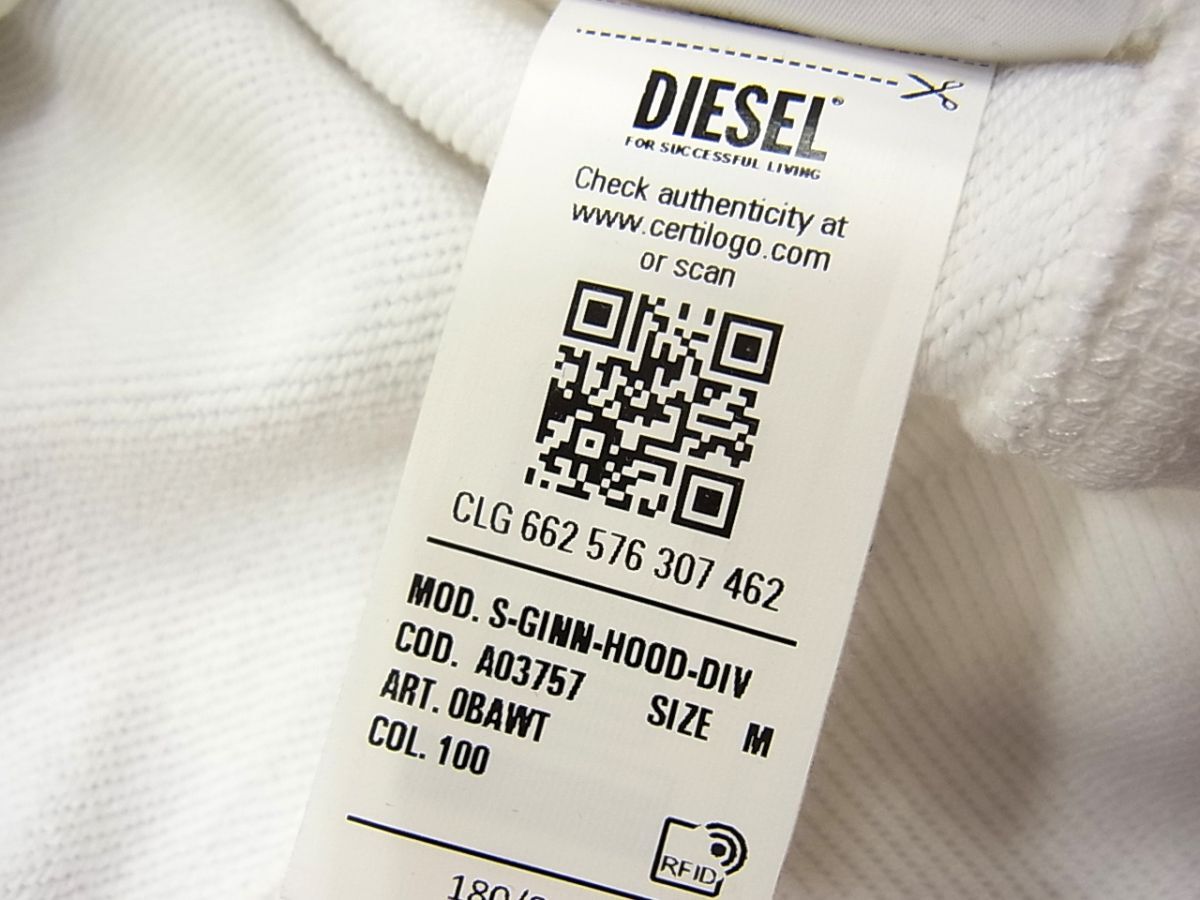 DIESEL
FOR SUCCESSFUL LIVING
Check authenticity at
www.certilogo.com
or scan
CLG 662 576 307 462
MOD. S-GINN-HOOD-DIV
COD. A03757 SIZE M
ART. 0BAWT
COL. 100
RFID